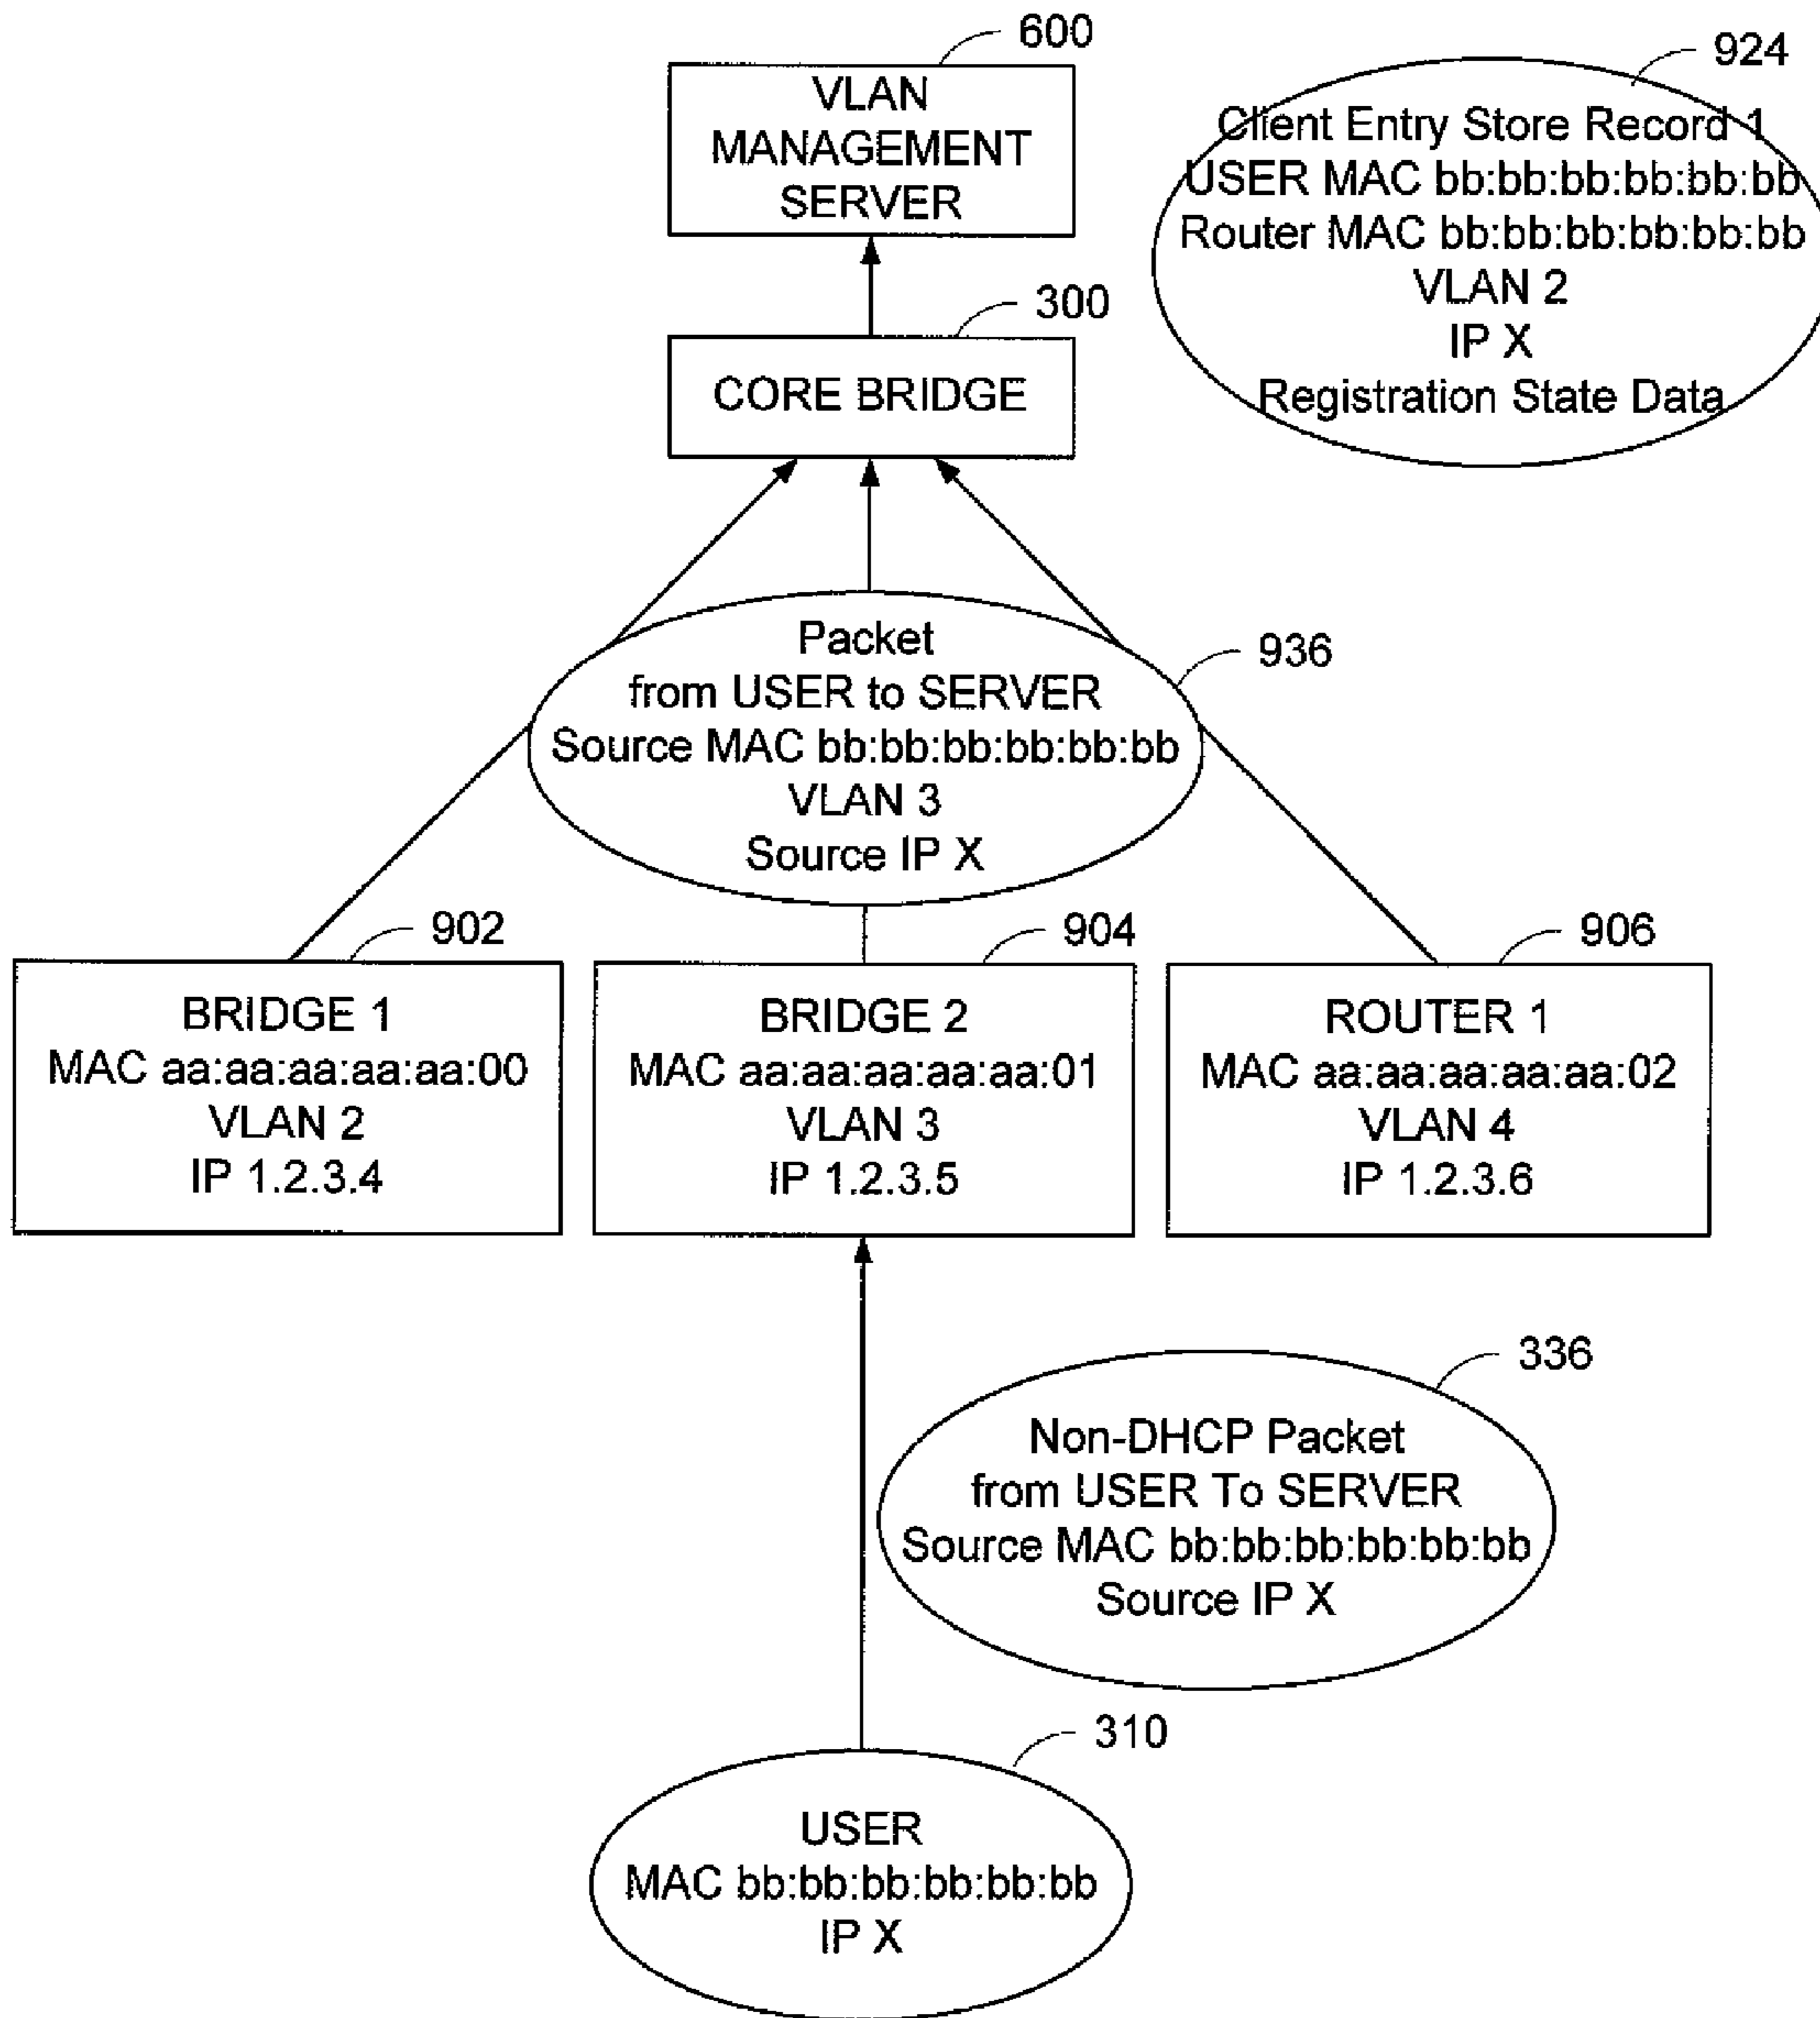 600
VLAN
MANAGEMENT
SERVER
924
Client Entry Store Record 1
USER MAC bb:bb:bb:bb:bb:bb
Router MAC bb:bb:bb:bb:bb:bb
VLAN 2
IP X
Registration State Data
300
CORE BRIDGE
Packet
from USER to SERVER
Source MAC bb:bb:bb:bb:bb:bb
VLAN 3
Source IP X
936
902
BRIDGE 1
MAC aa:aa:aa:aa:aa:00
VLAN 2
IP 1.2.3.4
904
BRIDGE 2
MAC aa:aa:aa:aa:aa:01
VLAN 3
IP 1.2.3.5
906
ROUTER 1
MAC aa:aa:aa:aa:aa:02
VLAN 4
IP 1.2.3.6
336
Non-DHCP Packet
from USER To SERVER
Source MAC bb:bb:bb:bb:bb:bb
Source IP X
310
USER
MAC bb:bb:bb:bb:bb:bb
IP X